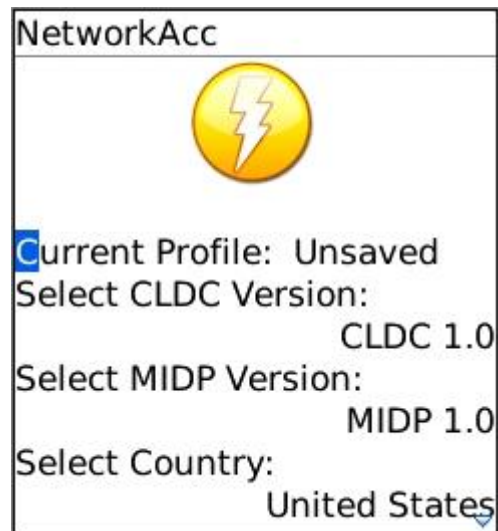 NetworkAcc
Current Profile: Unsaved
Select CLDC Version:
CLDC 1.0
Select MIDP Version:
MIDP 1.0
Select Country:
United States